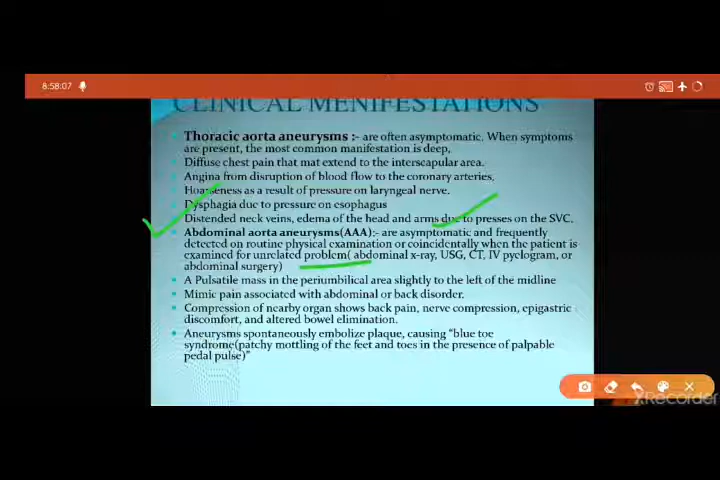 8:58:07
CLINICAL MENIFESTATIONS
Thoracic aorta aneurysms :- are often asymptomatic. When symptoms
are present, the most common manifestation is deep,
Diffuse chest pain that mat extend to the interscapular area.
Angina from disruption of blood flow to the coronary arteries,
Hoarseness as a result of pressure on laryngeal nerve.
Dysphagia due to pressure on esophagus
Distended neck veins, edema of the head and arms due to presses on the SVC.
Abdominal aorta aneurysms(AAA):- are asymptomatic and frequently
detected on routine physical examination or coincidentally when the patient is
examined for unrelated problem( abdominal x-ray, USG, CT, IV pyelogram, or
abdominal surgery)
A Pulsatile mass in the periumbilical area slightly to the left of the midline
Mimic pain associated with abdominal or back disorder.
Compression of nearby organ shows back pain, nerve compression, epigastric
discomfort, and altered bowel elimination.
Aneurysms spontaneously embolize plaque, causing "blue toe
syndrome(patchy mottling of the feet and toes in the presence of palpable
pedal pulse)"
XRecorder